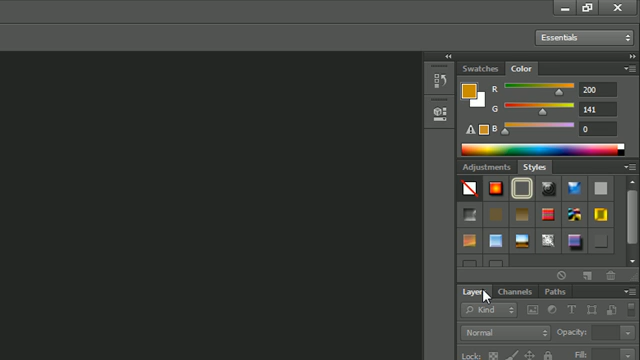 Essentials
Swatches Color
R 200
G 141
B 0
Adjustments Styles
Layers Channels Paths
Kind
Normal Opacity:
Lock: Fill: